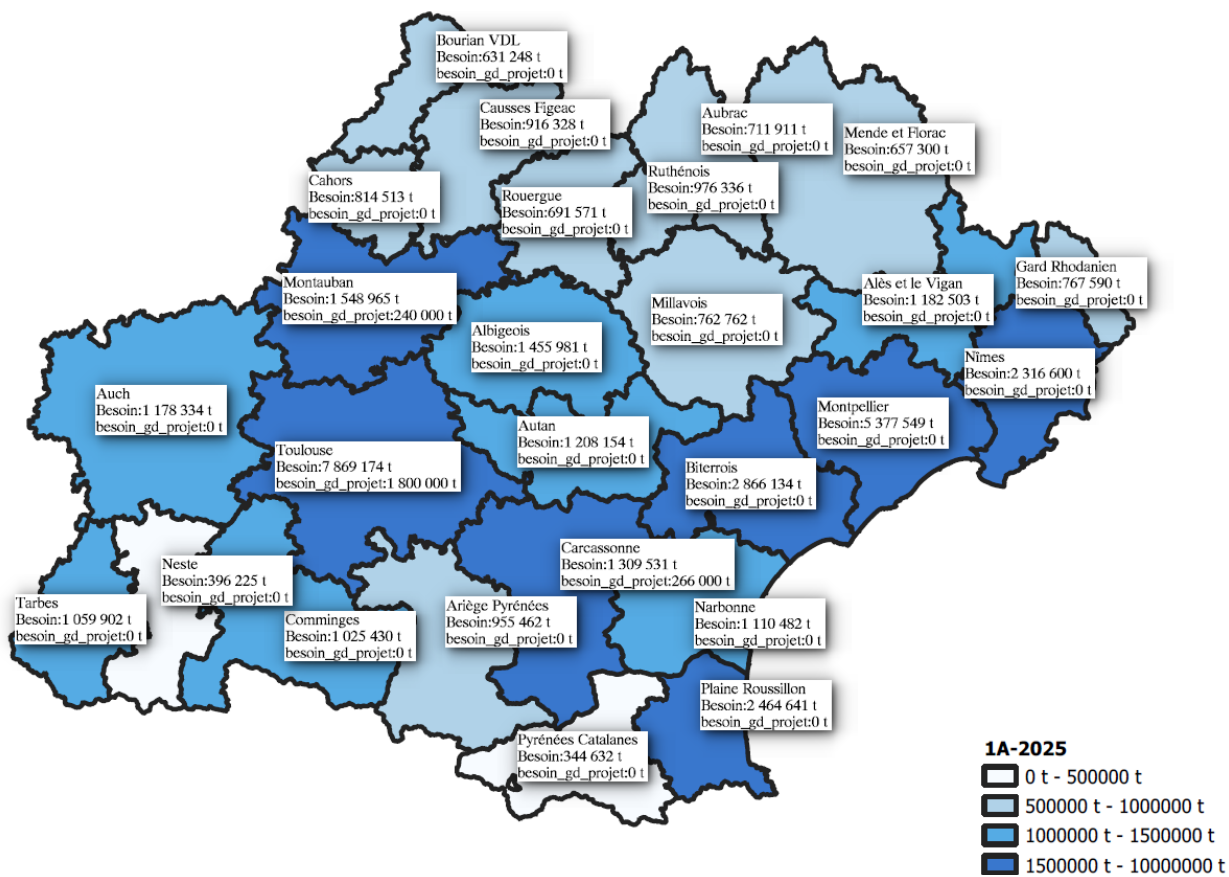 Bourian VDL
Besoin:631 248 t
besoin_gd_projet:0 t
Causses Figeac
Besoin:916 328 t
besoin_gd_projet:0 t
Aubrac
Besoin:711 911 t
besoin_gd_projet:0 t
Mende et Florac
Besoin:657 300 t
besoin_gd_projet:0 t
Cahors
Besoin:814 513 t
besoin_gd_projet:0 t
Rouergue
Besoin:691 571 t
besoin_gd_projet:0 t
Ruthénois
Besoin:976 336 t
besoin_gd_projet:0 t
Montauban
Besoin:1 548 965 t
besoin_gd_projet:240 000 t
Millavois
Besoin:762 762 t
besoin_gd_projet:0 t
Alès et le Vigan
Besoin:1 182 503 t
besoin_gd_projet:0 t
Gard Rhodanien
Besoin:767 590 t
besoin_gd_projet:0 t
Albigeois
Besoin:1 455 981 t
besoin_gd_projet:0 t
Nîmes
Besoin:2 316 600 t
besoin_gd_projet:0 t
Auch
Besoin:1 178 334 t
besoin_gd_projet:0 t
Toulouse
Besoin:7 869 174 t
besoin_gd_projet:1 800 000 t
Autan
Besoin:1 208 154 t
besoin_gd_projet:0 t
Montpellier
Besoin:5 377 549 t
besoin_gd_projet:0 t
Biterrois
Besoin:2 866 134 t
besoin_gd_projet:0 t
Carcassonne
Besoin:1 309 531 t
besoin_gd_projet:266 000 t
Neste
Besoin:396 225 t
besoin_gd_projet:0 t
Tarbes
Besoin:1 059 902 t
besoin_gd_projet:0 t
Comminges
Besoin:1 025 430 t
besoin_gd_projet:0 t
Ariège Pyrénées
Besoin:955 462 t
besoin_gd_projet:0 t
Narbonne
Besoin:1 110 482 t
besoin_gd_projet:0 t
Plaine Roussillon
Besoin:2 464 641 t
besoin_gd_projet:0 t
Pyrénées Catalanes
Besoin:344 632 t
besoin_gd_projet:0 t
1A-2025
0 t - 500000 t
500000 t - 1000000 t
1000000 t - 1500000 t
1500000 t - 10000000 t